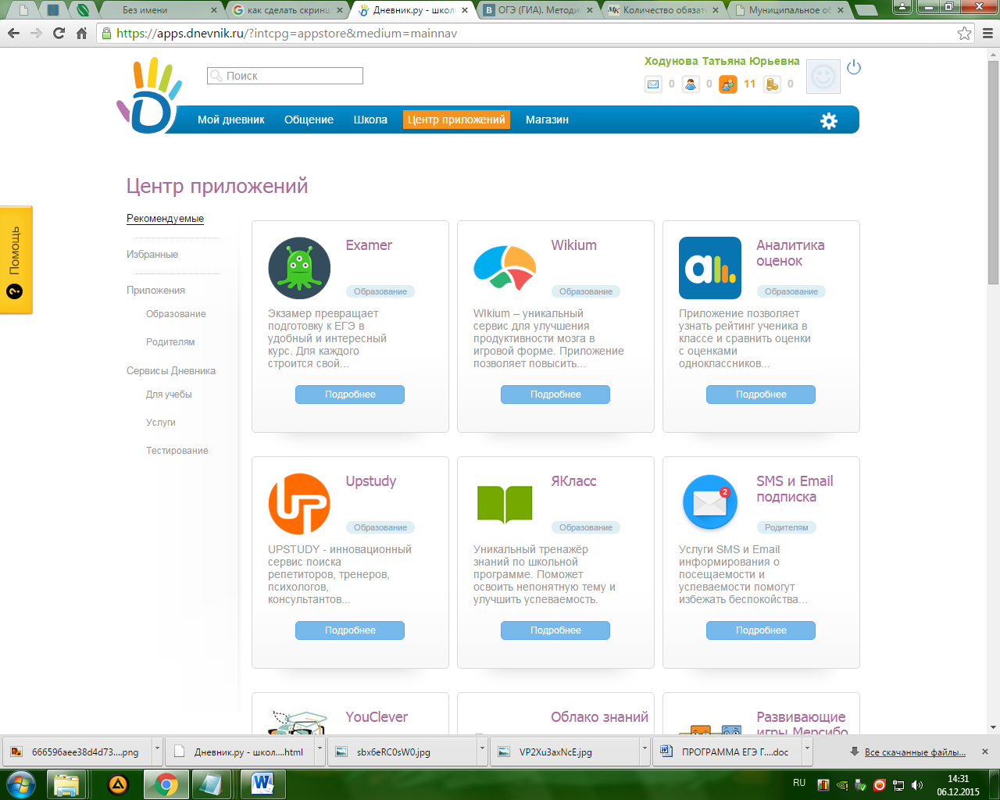 Без имени
как сделать скринш
Дневник.ру - школ
ОГЭ (ГИА). Методи
Количество обязат
Муниципальное об
https://apps.dnevnik.ru/?intcpg=appstore&medium=mainnav
Поиск
Ходунова Татьяна Юрьевна
0 0 11 0
Мой дневник Общение Школа Центр приложений Магазин
Центр приложений
Помощь
?
Рекомендуемые
Избранные
Приложения
Образование
Родителям
Сервисы Дневника
Для учебы
Услуги
Тестирование
Examer
Образование
Экзамер превращает
подготовку к ЕГЭ в
удобный и интересный
курс. Для каждого
строится свой...
Подробнее
Wikium
Образование
WIkium – уникальный
сервис для улучшения
продуктивности мозга в
игровой форме. Приложение
позволяет повысить...
Подробнее
Аналитика
оценок
Образование
Приложение позволяет
узнать рейтинг ученика в
классе и сравнить оценки
с оценками
одноклассников...
Подробнее
UP
Upstudy
Образование
UPSTUDY - инновационный
сервис поиска
репетиторов, тренеров,
психологов,
консультантов...
Подробнее
ЯКласс
Образование
Уникальный тренажёр
знаний по школьной
программе. Поможет
освоить непонятную тему и
улучшить успеваемость.
Подробнее
2
SMS и Email
подписка
Родителям
Услуги SMS и Email
информирования о
посещаемости и
успеваемости помогут
избежать беспокойства...
Подробнее
YouClever
Облако знаний
Развивающие
игры Мерсибо
666596aee38d4d73....png
Дневник.ру - школ....html
sbx6eRC0sW0.jpg
VP2Xu3axNcE.jpg
ПРОГРАММА ЕГЭ Г....doc
Все скачанные файлы...
RU
14:31
06.12.2015